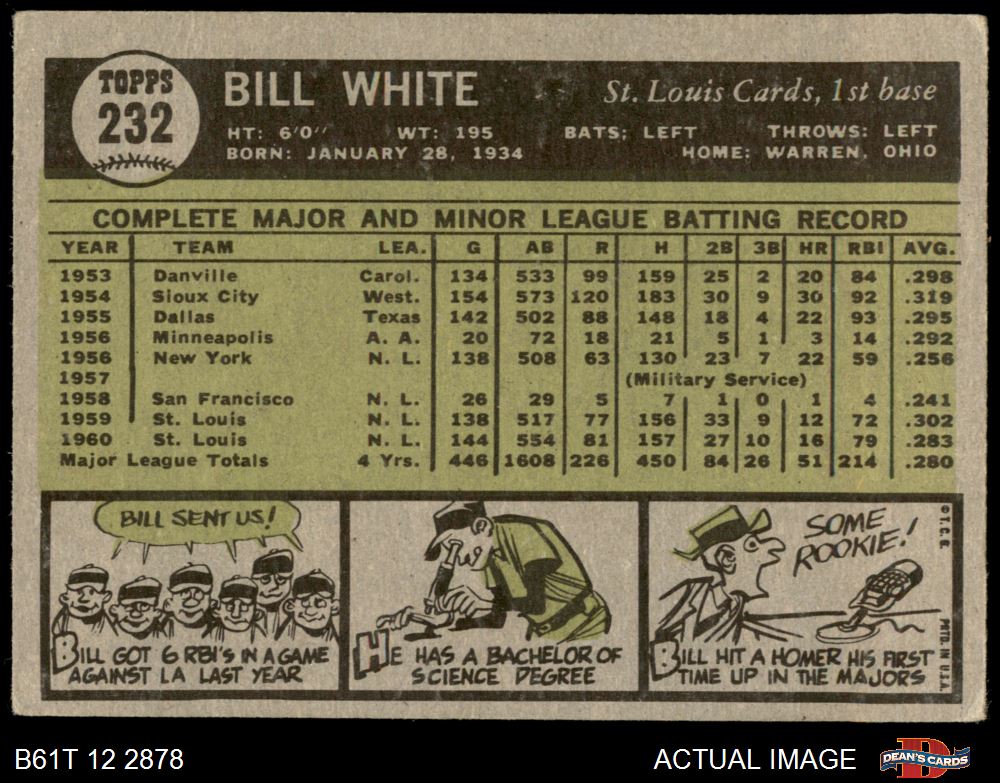 TOPPS
232
BILL WHITE
St. Louis Cards, 1st base
HT: 6'0" WT: 195 BATS: LEFT THROWS: LEFT
BORN: JANUARY 28, 1934 HOME: WARREN, OHIO
COMPLETE MAJOR AND MINOR LEAGUE BATTING RECORD
YEAR TEAM LEA. G AB R H 2B 3B HR RBI AVG.
1953 Danville Carol. 134 533 99 159 25 2 20 84 .298
1954 Sioux City West. 154 573 120 183 30 9 30 92 .319
1955 Dallas Texas 142 502 88 148 18 4 22 93 .295
1956 Minneapolis A. A. 20 72 18 21 5 1 3 14 .292
1956 New York N. L. 138 508 63 130 23 7 22 59 .256
1957 (Military Service)
1958 San Francisco N. L. 26 29 5 7 1 0 1 4 .241
1959 St. Louis N. L. 138 517 77 156 33 9 12 72 .302
1960 St. Louis N. L. 144 554 81 157 27 10 16 79 .283
Major League Totals 4 Yrs. 446 1608 226 450 84 26 51 214 .280
BILL SENT US!
BILL GOT 6 RBI'S IN A GAME
AGAINST LA LAST YEAR
HE HAS A BACHELOR OF
SCIENCE DEGREE
SOME
ROOKIE!
BILL HIT A HOMER HIS FIRST
TIME UP IN THE MAJORS
© T.C.G. PRTD. IN U.S.A.
B61T 12 2878
ACTUAL IMAGE
D
DEAN'S CARDS